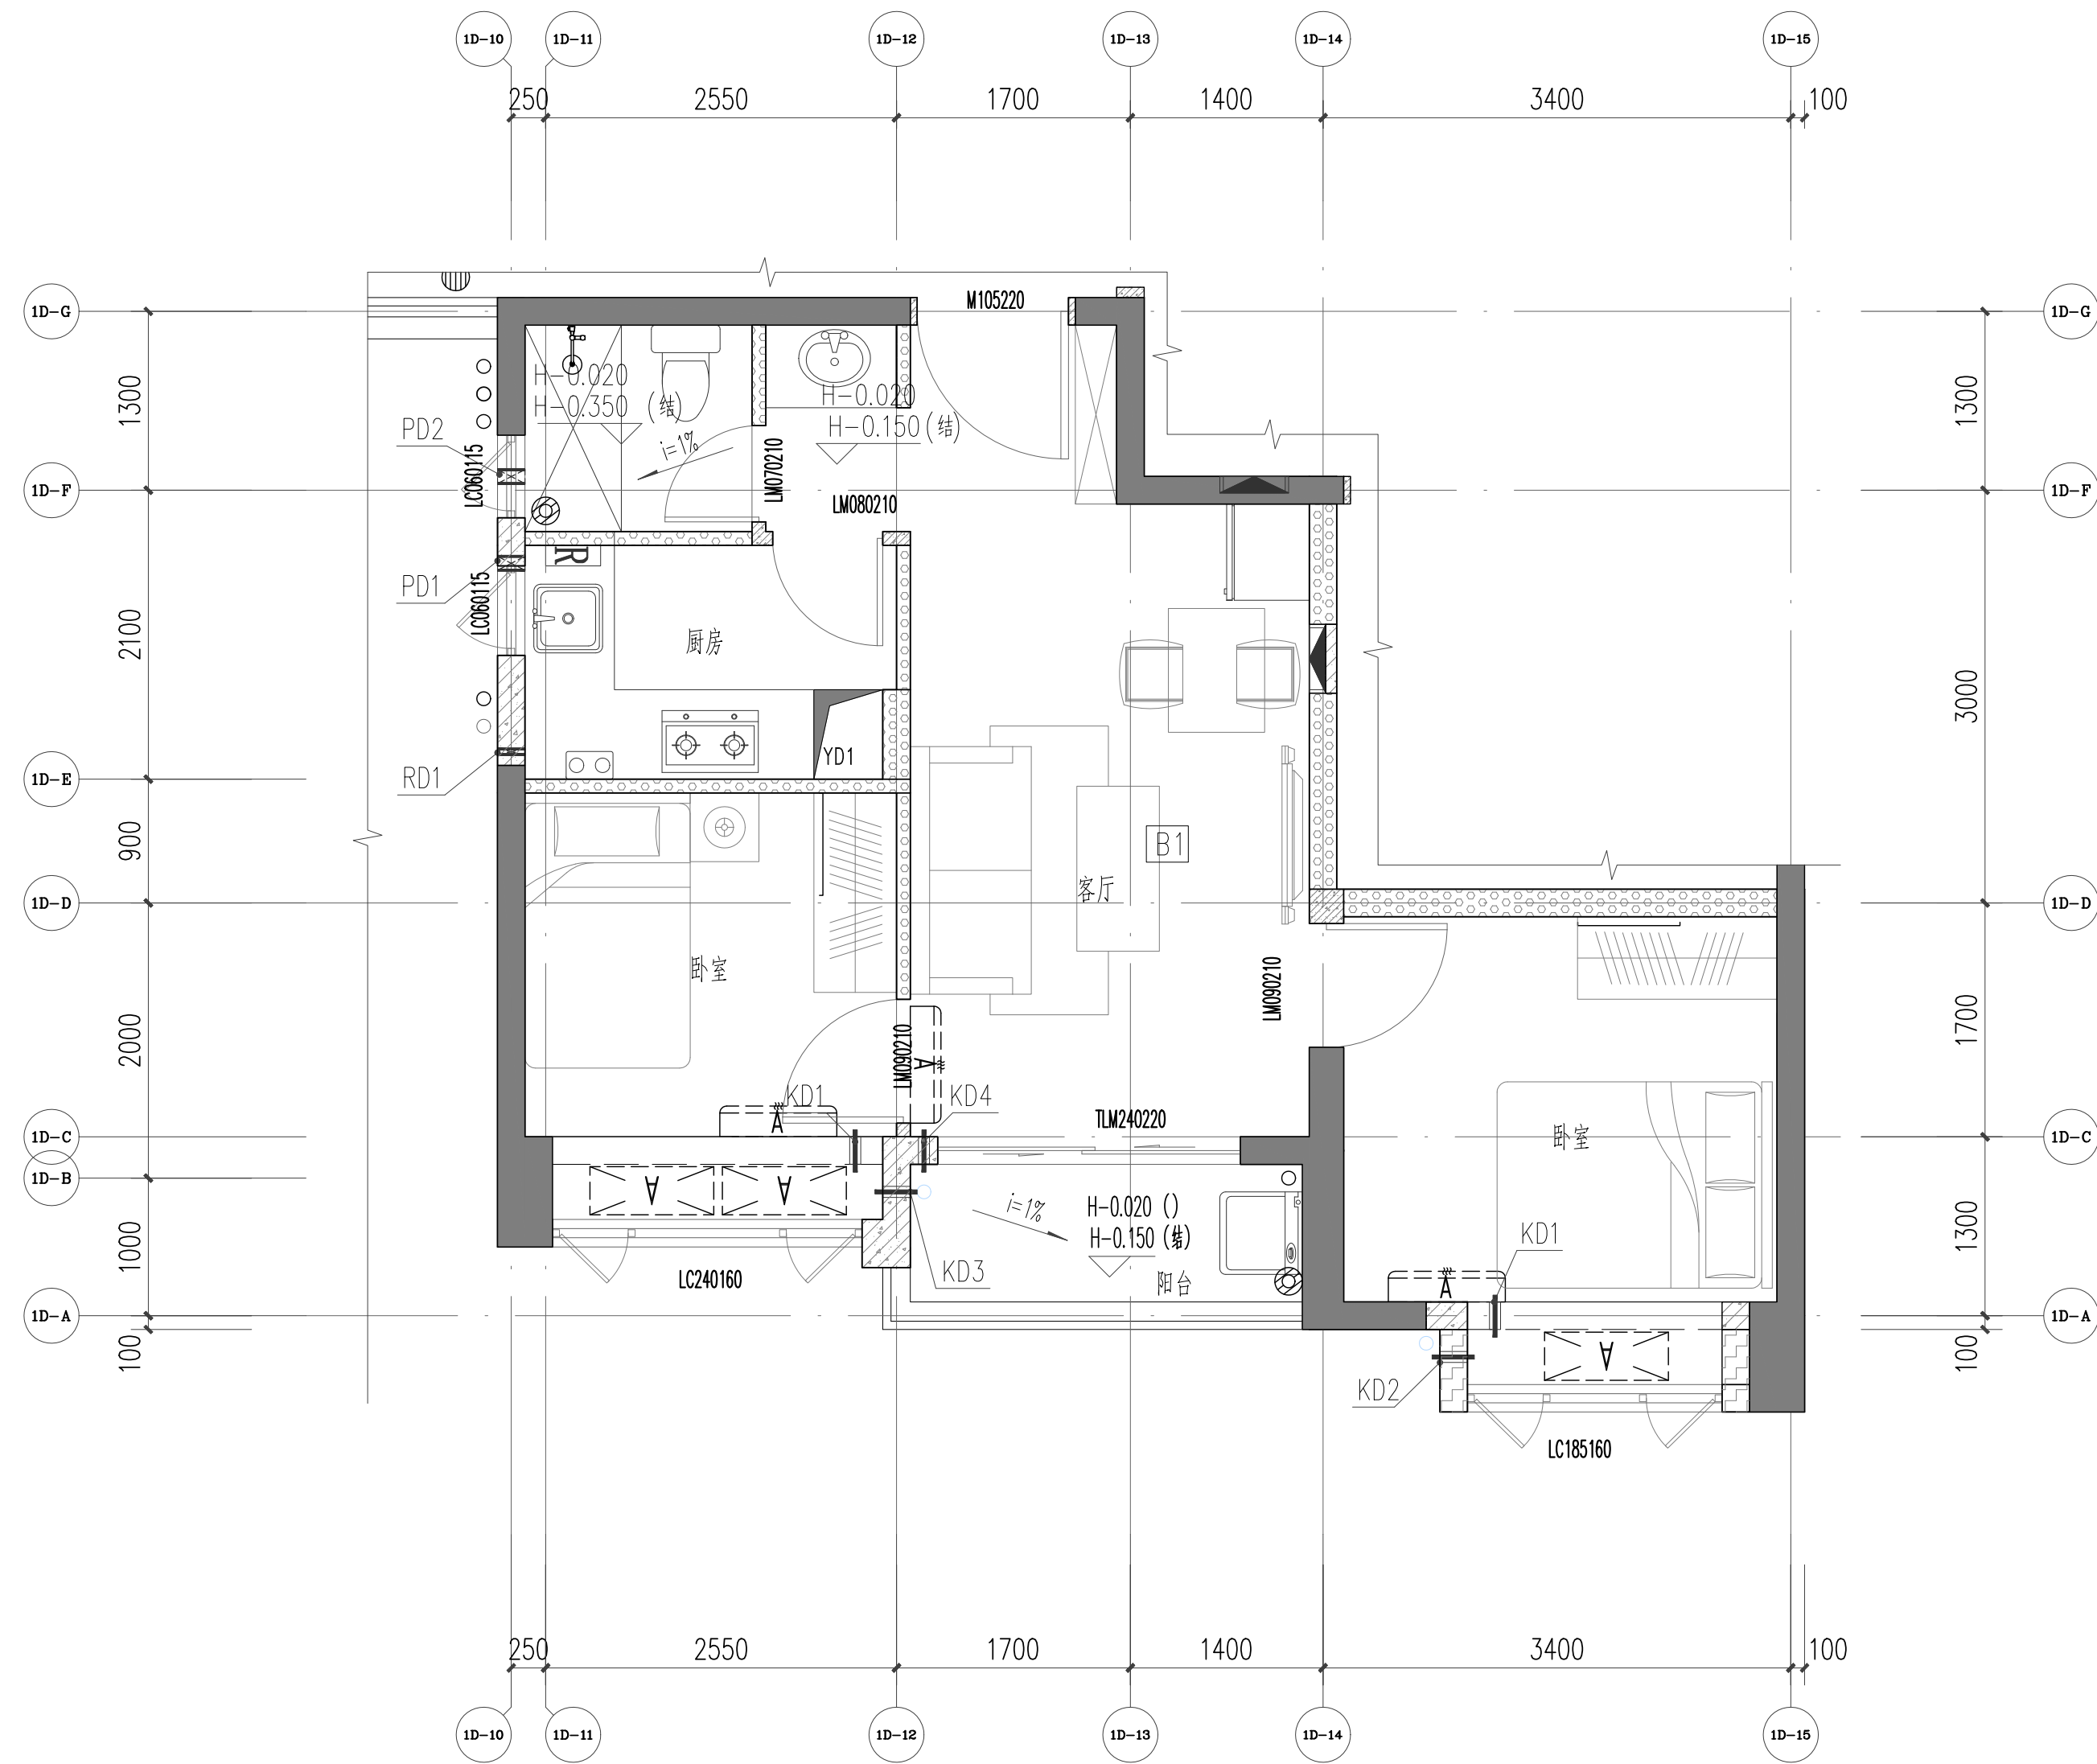 1D-10 1D-11 1D-12 1D-13 1D-14 1D-15
250 2550 1700 1400 3400 100
M105220
1D-G 1D-G
H-0.020
H-0.350 (结)
H-0.020
H-0.150(结)
1300 1300
PD2
i=1%
LC060115
LM070210
1D-F 1D-F
LM080210
R
PD1
LC060115
2100
厨房
3000
YD1
RD1
1D-E
900
B1
客厅
1D-D 1D-D
卧室
LM090210
2000
1700
LM090210
A
KD1
KD4
A
TLM240220
1D-C 1D-C
卧室
1D-B
A A
i=1%
H-0.020 ()
H-0.150 (结)
1000
1300
KD1
KD3
LC240160
阳台
A
1D-A 1D-A
100 100
A
KD2
LC185160
250 2550 1700 1400 3400 100
1D-10 1D-11 1D-12 1D-13 1D-14 1D-15